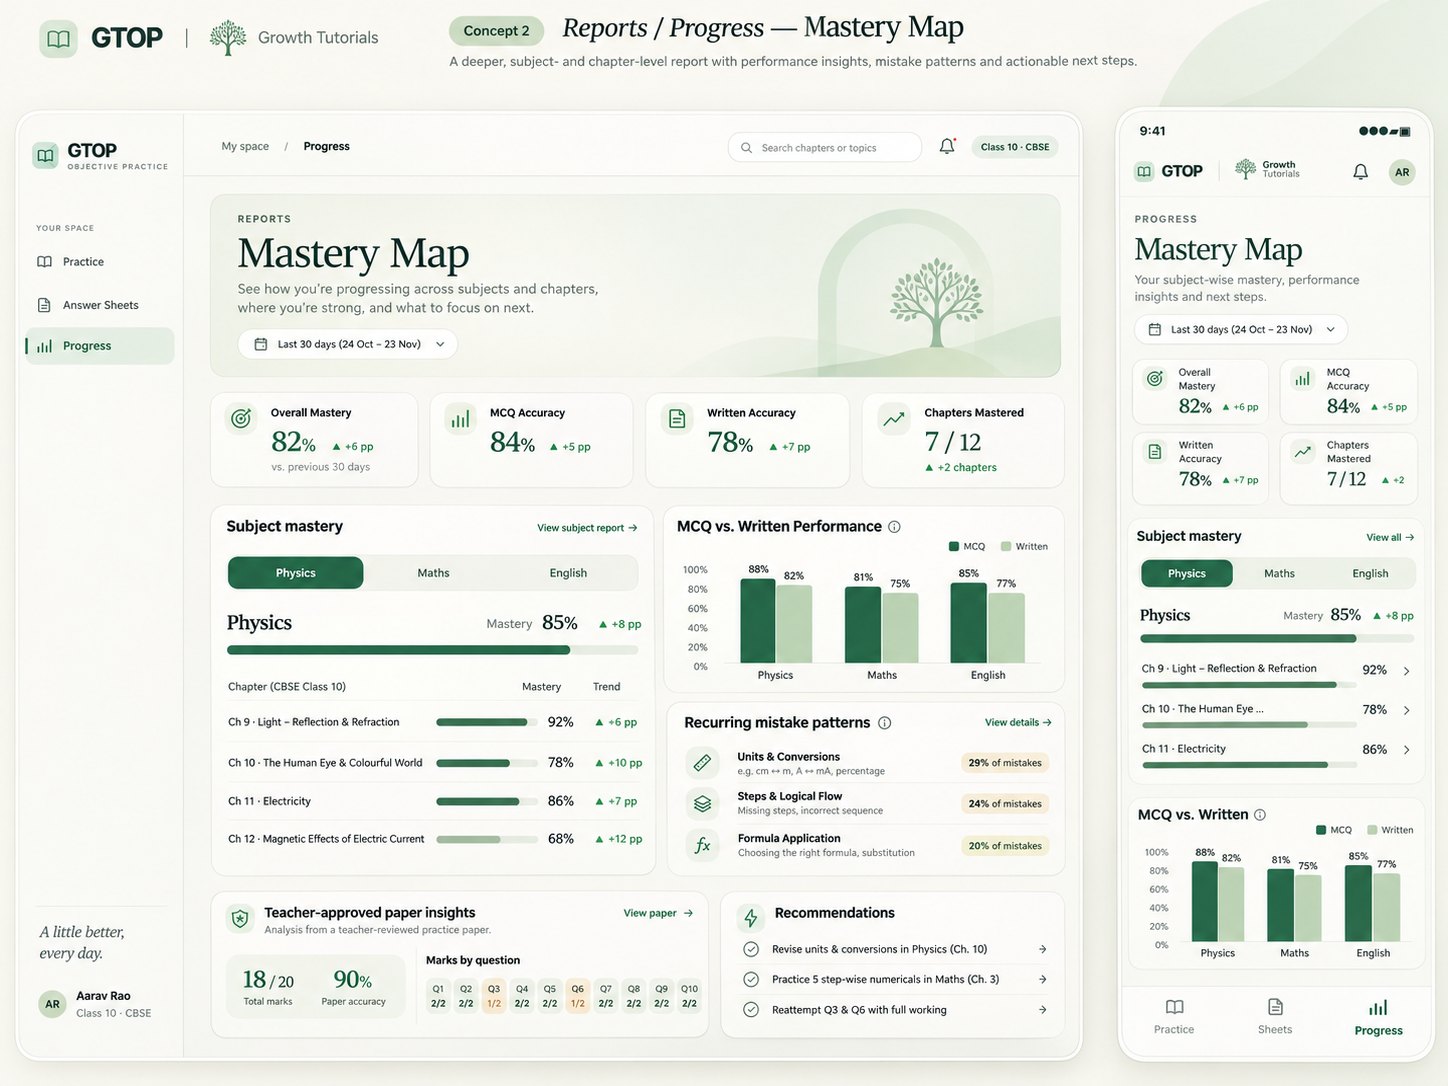 GTOP
Growth Tutorials
Concept 2
Reports / Progress — Mastery Map
A deeper, subject- and chapter-level report with performance insights, mistake patterns and actionable next steps.
GTOP
OBJECTIVE PRACTICE
YOUR SPACE
Practice
Answer Sheets
Progress
A little better,
every day.
AR
Aarav Rao
Class 10 · CBSE
My space / Progress
Search chapters or topics
Class 10 · CBSE
REPORTS
Mastery Map
See how you're progressing across subjects and chapters,
where you're strong, and what to focus on next.
Last 30 days (24 Oct – 23 Nov)
Overall Mastery
82% ▲ +6 pp
vs. previous 30 days
MCQ Accuracy
84% ▲ +5 pp
Written Accuracy
78% ▲ +7 pp
Chapters Mastered
7 / 12
▲ +2 chapters
Subject mastery
View subject report →
Physics Maths English
Physics Mastery 85% ▲ +8 pp
Chapter (CBSE Class 10) Mastery Trend
Ch 9 · Light – Reflection & Refraction 92% ▲ +6 pp
Ch 10 · The Human Eye & Colourful World 78% ▲ +10 pp
Ch 11 · Electricity 86% ▲ +7 pp
Ch 12 · Magnetic Effects of Electric Current 68% ▲ +12 pp
MCQ vs. Written Performance
MCQ Written
100%
80%
60%
40%
20%
0%
88% 82% 81% 75% 85% 77%
Physics Maths English
Recurring mistake patterns
View details →
Units & Conversions
e.g. cm ↔ m, A ↔ mA, percentage
29% of mistakes
Steps & Logical Flow
Missing steps, incorrect sequence
24% of mistakes
fx
Formula Application
Choosing the right formula, substitution
20% of mistakes
Teacher-approved paper insights
Analysis from a teacher-reviewed practice paper.
View paper →
18 / 20
Total marks
90%
Paper accuracy
Marks by question
Q1 Q2 Q3 Q4 Q5 Q6 Q7 Q8 Q9 Q10
2/2 2/2 1/2 2/2 2/2 1/2 2/2 2/2 2/2 2/2
Recommendations
Revise units & conversions in Physics (Ch. 10) →
Practice 5 step-wise numericals in Maths (Ch. 3) →
Reattempt Q3 & Q6 with full working →
9:41
GTOP
Growth
Tutorials
AR
PROGRESS
Mastery Map
Your subject-wise mastery, performance
insights and next steps.
Last 30 days (24 Oct – 23 Nov)
Overall
Mastery
82% ▲ +6 pp
MCQ
Accuracy
84% ▲ +5 pp
Written
Accuracy
78% ▲ +7 pp
Chapters
Mastered
7 / 12 ▲ +2
Subject mastery
View all →
Physics Maths English
Physics Mastery 85% ▲ +8 pp
Ch 9 · Light – Reflection & Refraction 92%
Ch 10 · The Human Eye ... 78%
Ch 11 · Electricity 86%
MCQ vs. Written
MCQ Written
100%
80%
60%
40%
20%
0%
88% 82% 81% 75% 85% 77%
Physics Maths English
Practice
Sheets
Progress